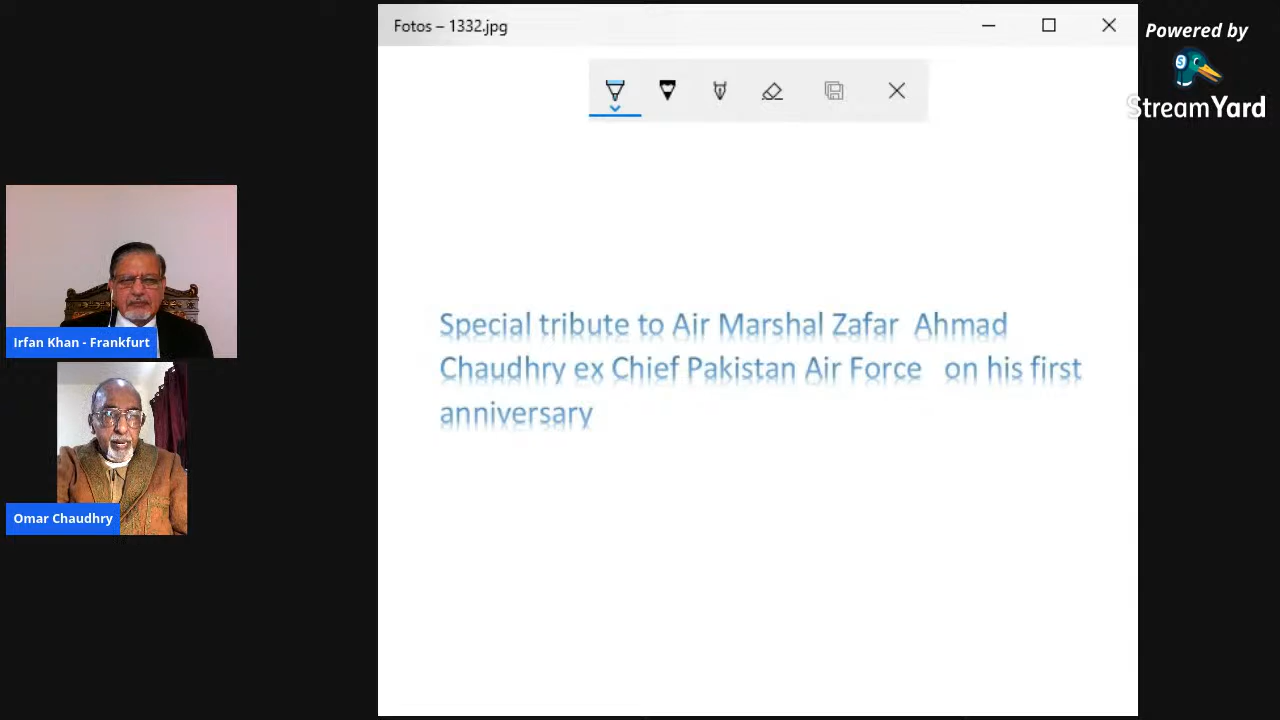 Fotos – 1332.jpg
Powered by
StreamYard
Special tribute to Air Marshal Zafar Ahmad
Chaudhry ex Chief Pakistan Air Force on his first
anniversary
Irfan Khan - Frankfurt
Omar Chaudhry